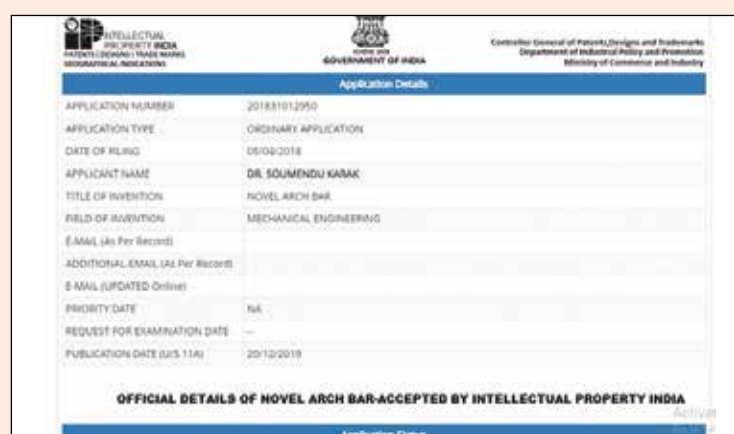 INTELLECTUAL
PROPERTY INDIA
PATENTS | DESIGNS | TRADE MARKS
GEOGRAPHICAL INDICATIONS
GOVERNMENT OF INDIA
Controller General of Patents, Designs and Trademarks
Department of Industrial Policy and Promotion
Ministry of Commerce and Industry
Application Details
APPLICATION NUMBER 201831012950
APPLICATION TYPE ORDINARY APPLICATION
DATE OF FILING
APPLICANT NAME DR. SOUMENDU KARAK
TITLE OF INVENTION NOVEL ARCH BAR
FIELD OF INVENTION MECHANICAL ENGINEERING
E-MAIL (As Per Record)
ADDITIONAL-EMAIL (As Per Record)
E-MAIL (UPDATED Online)
PRIORITY DATE NA
REQUEST FOR EXAMINATION DATE --
PUBLICATION DATE (U/S 11A) 20/12/2019
OFFICIAL DETAILS OF NOVEL ARCH BAR-ACCEPTED BY INTELLECTUAL PROPERTY INDIA
Activat
Application Status